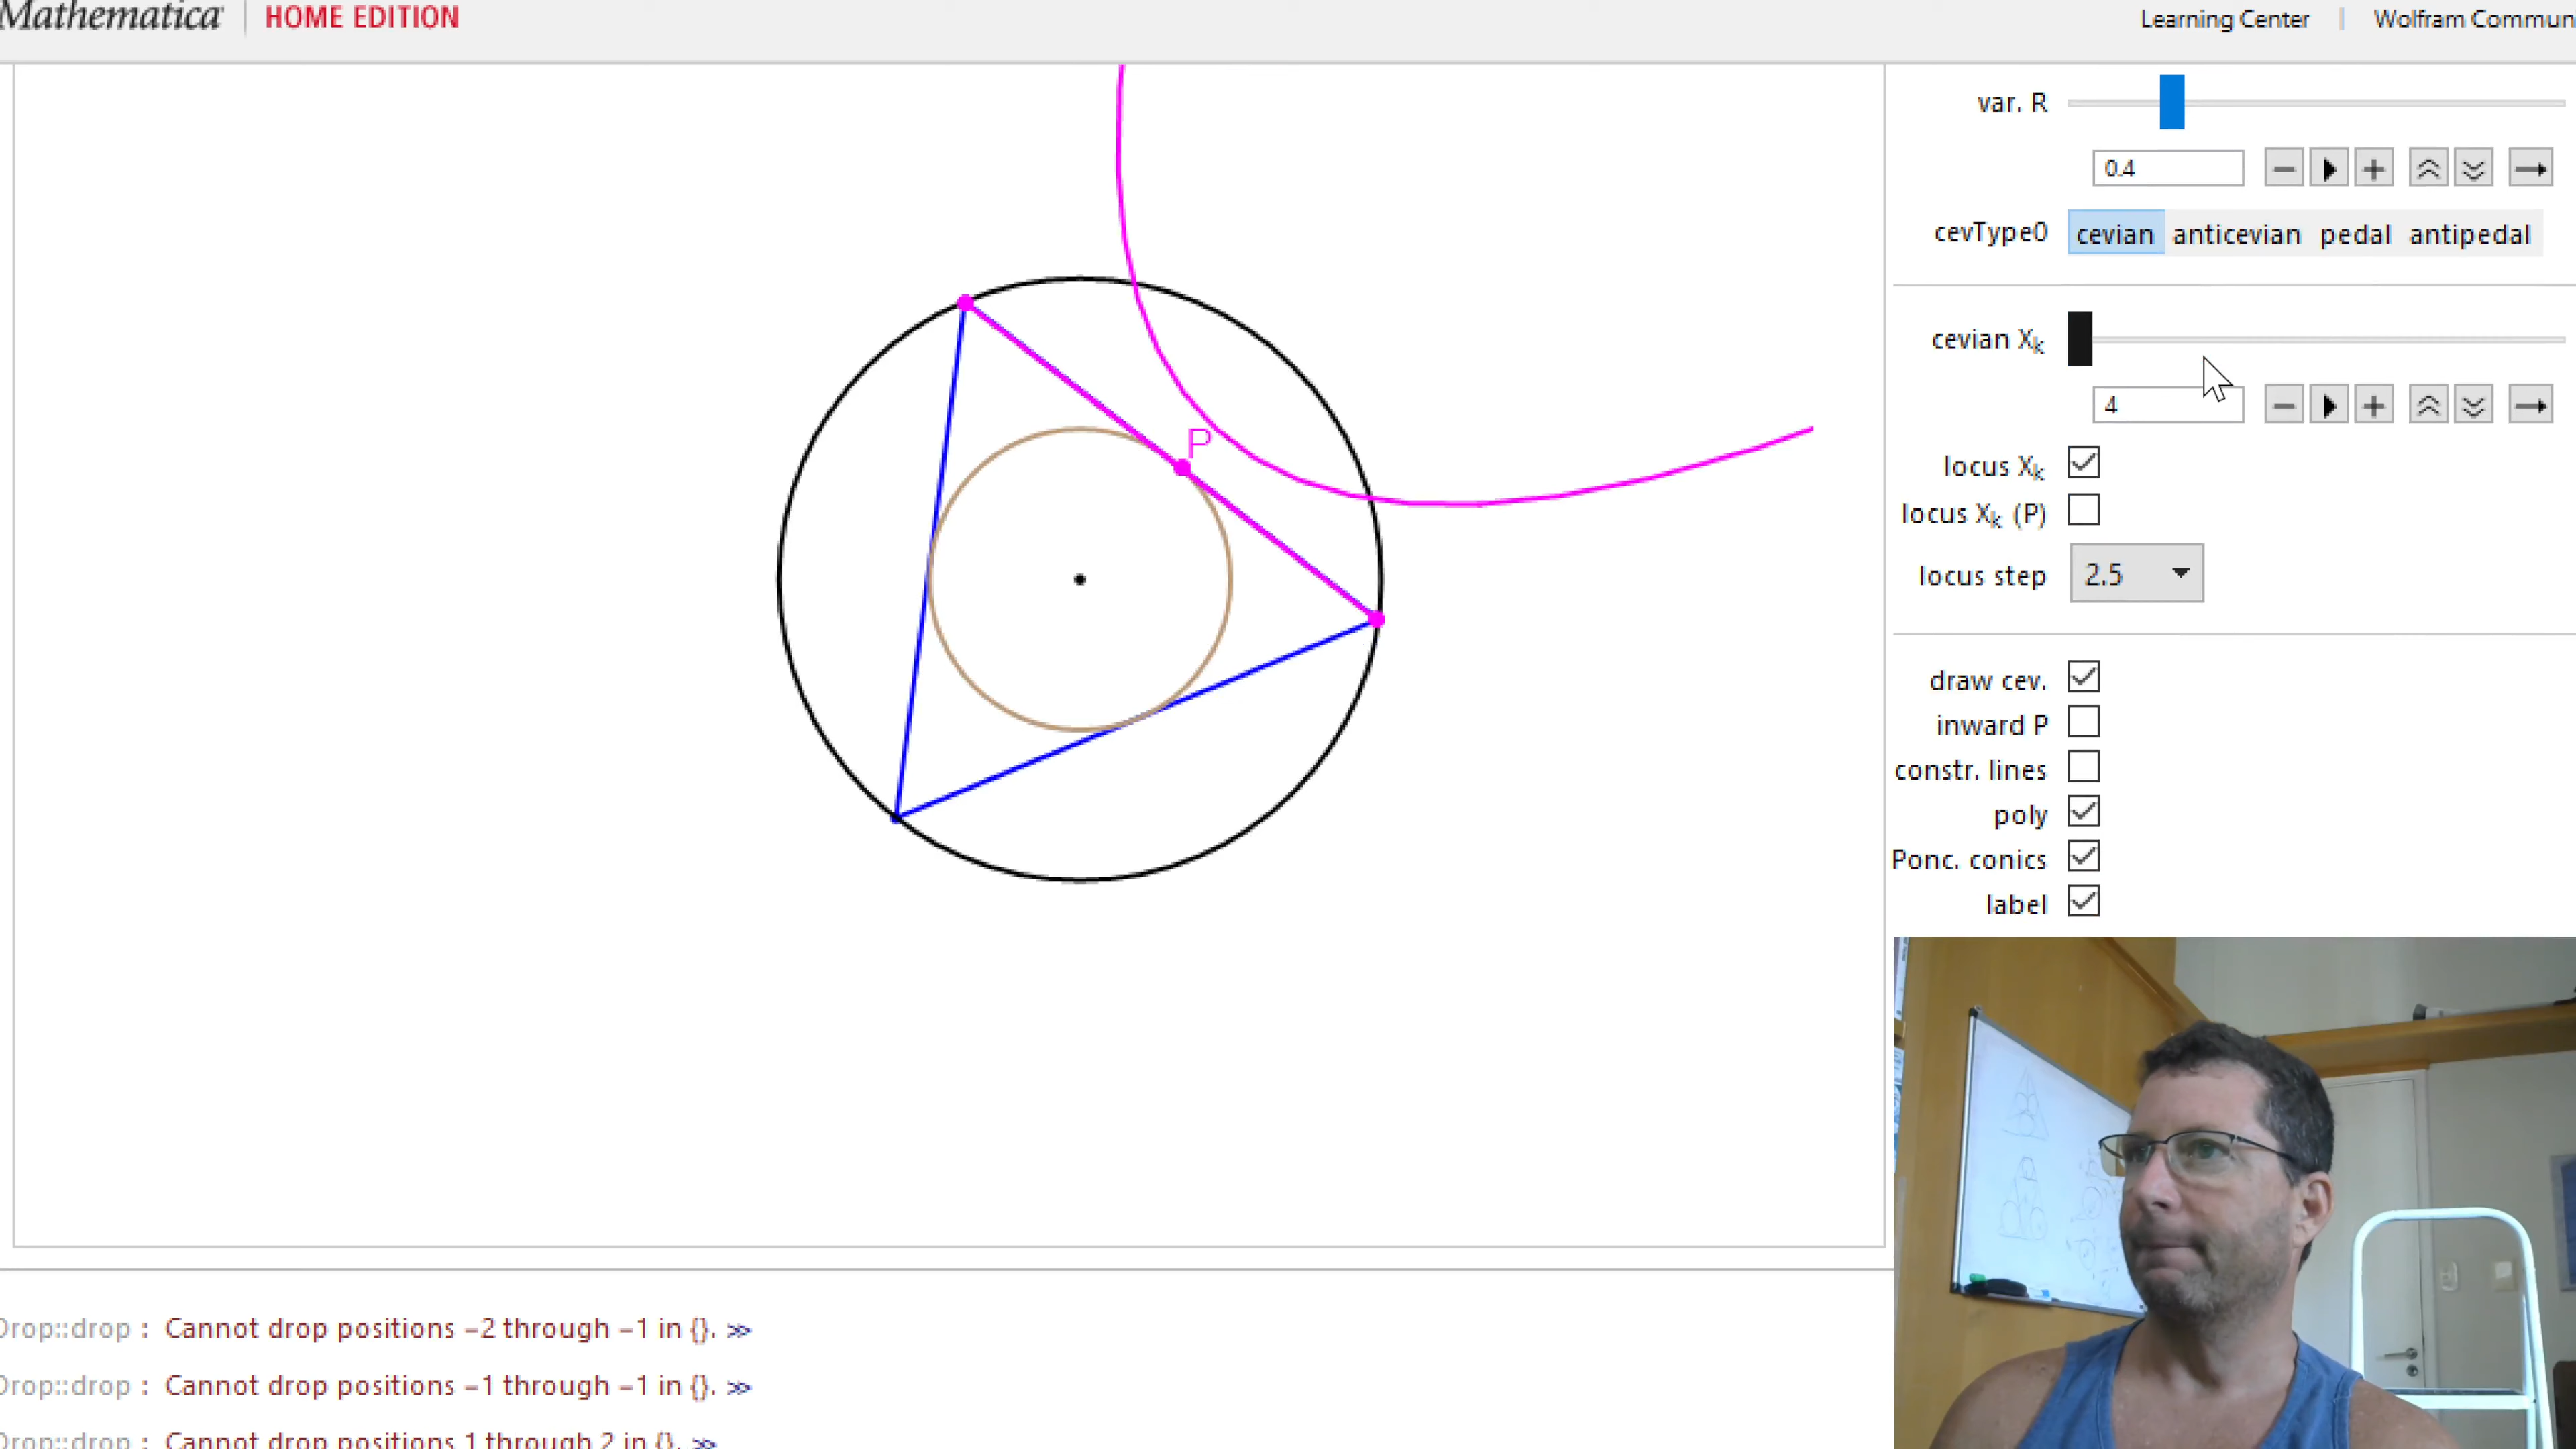 Mathematica | HOME EDITION
Learning Center | Wolfram Commun
var. R
0.4
cevType0 cevian anticevian pedal antipedal
cevian Xk
4
locus Xk
locus Xk (P)
locus step 2.5
draw cev.
inward P
constr. lines
poly
Ponc. conics
label
P
Drop::drop : Cannot drop positions −2 through −1 in {}. >>
Drop::drop : Cannot drop positions −1 through −1 in {}. >>
Drop::drop : Cannot drop positions 1 through 2 in {}. >>